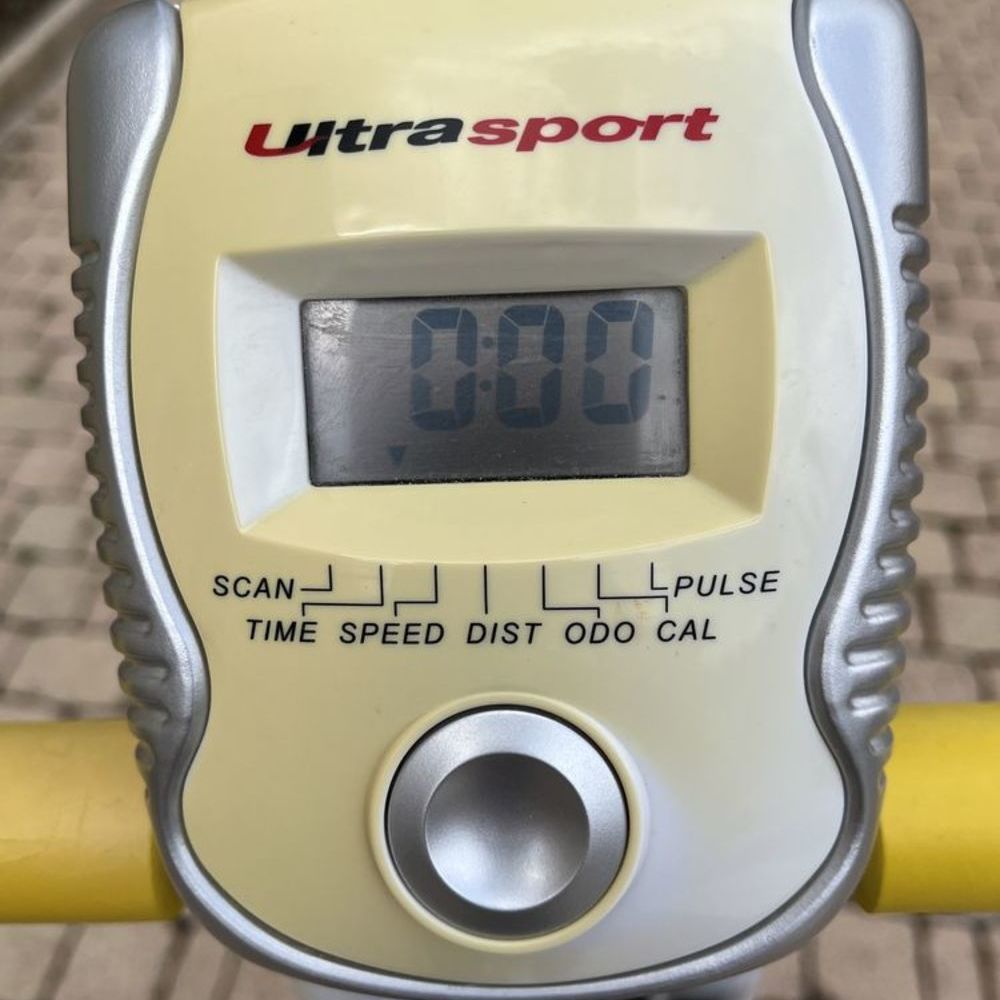 Ultrasport
0:00
SCAN PULSE
TIME SPEED DIST ODO CAL